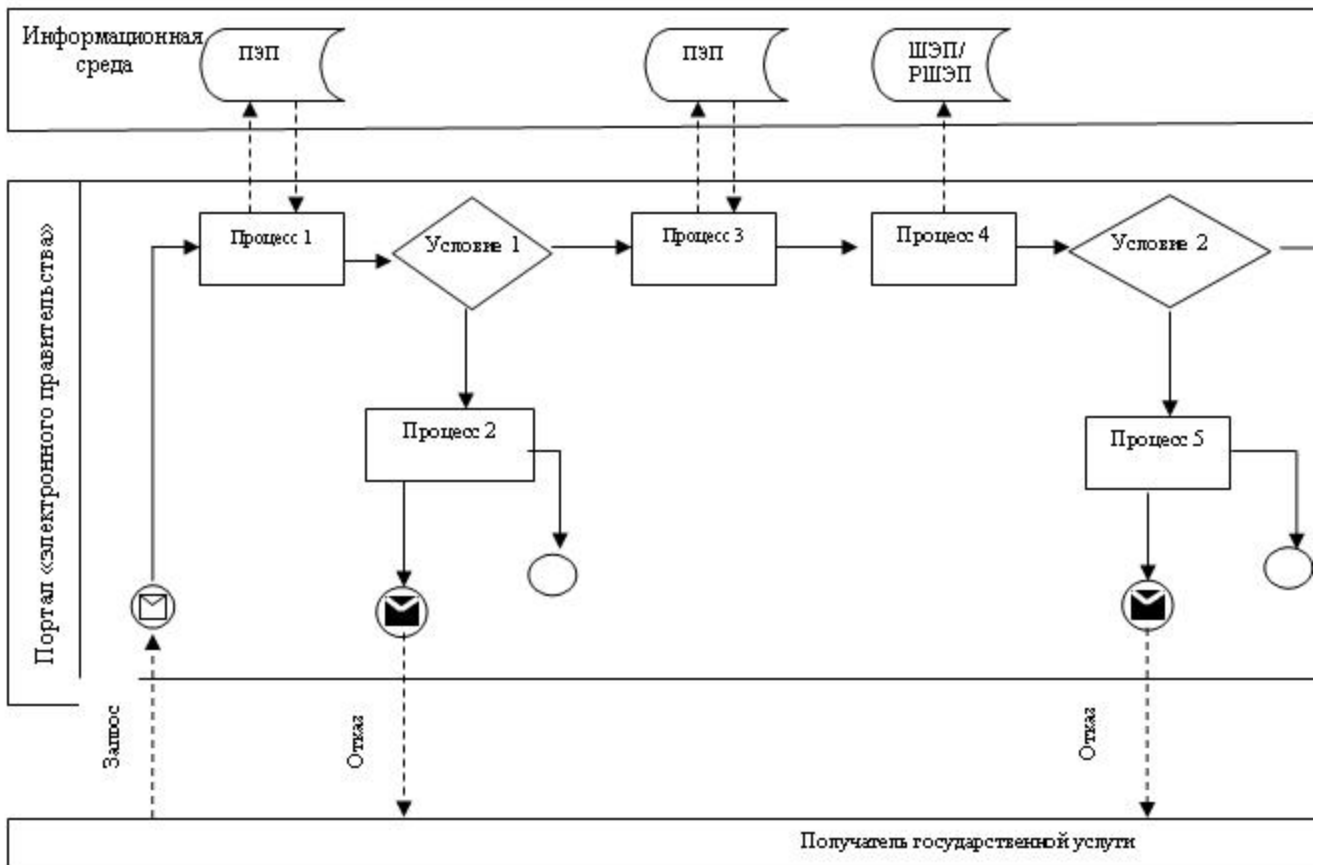 Информационная
среда
ПЭП
ПЭП
ШЭП/
РШЭП
Портал «электронного правительства»
Процесс 1
Условие 1
Процесс 3
Процесс 4
Условие 2
Процесс 2
Процесс 5
Запрос
Отказ
Отказ
Получатель государственной услуги